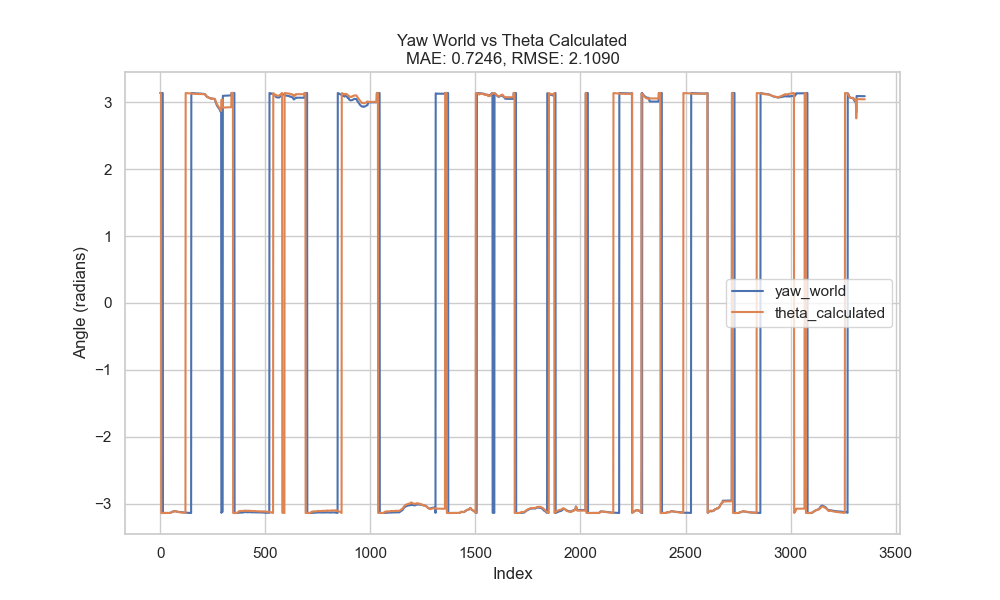 Yaw World vs Theta Calculated
MAE: 0.7246, RMSE: 2.1090
3
2
1
0
−1
−2
−3
Angle (radians)
yaw_world
theta_calculated
0 500 1000 1500 2000 2500 3000 3500
Index